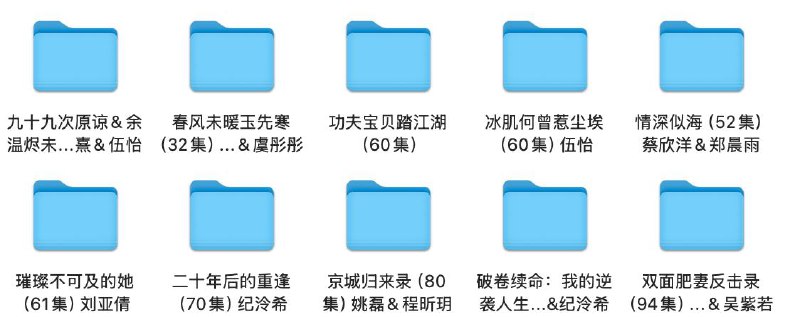 九十九次原谅＆余
温烬未...熹＆伍怡
春风未暖玉先寒
（32集）...＆虞彤彤
功夫宝贝踏江湖
（60集）
冰肌何曾惹尘埃
（60集）伍怡
情深似海（52集）
蔡欣洋＆郑晨雨
璀璨不可及的她
（61集）刘亚倩
二十年后的重逢
（70集）纪泠希
京城归来录（80
集）姚磊＆程昕玥
破卷续命：我的逆
袭人生...&纪泠希
双面肥妻反击录
（94集）...＆吴紫若